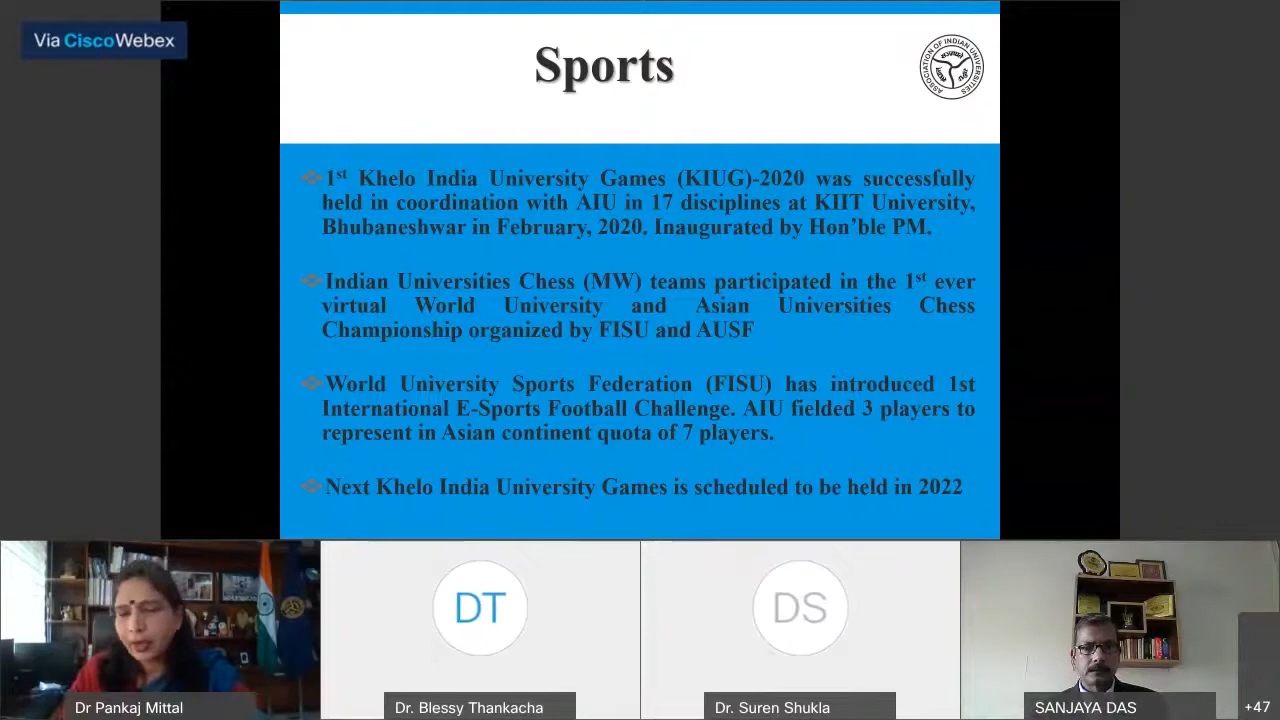 Via CiscoWebex
Sports
ASSOCIATION OF INDIAN UNIVERSITIES
1st Khelo India University Games (KIUG)-2020 was successfully
held in coordination with AIU in 17 disciplines at KIIT University,
Bhubaneshwar in February, 2020. Inaugurated by Hon’ble PM.
Indian Universities Chess (MW) teams participated in the 1st ever
virtual World University and Asian Universities Chess
Championship organized by FISU and AUSF
World University Sports Federation (FISU) has introduced 1st
International E-Sports Football Challenge. AIU fielded 3 players to
represent in Asian continent quota of 7 players.
Next Khelo India University Games is scheduled to be held in 2022
DT
DS
Dr Pankaj Mittal
Dr. Blessy Thankacha
Dr. Suren Shukla
SANJAYA DAS
+47